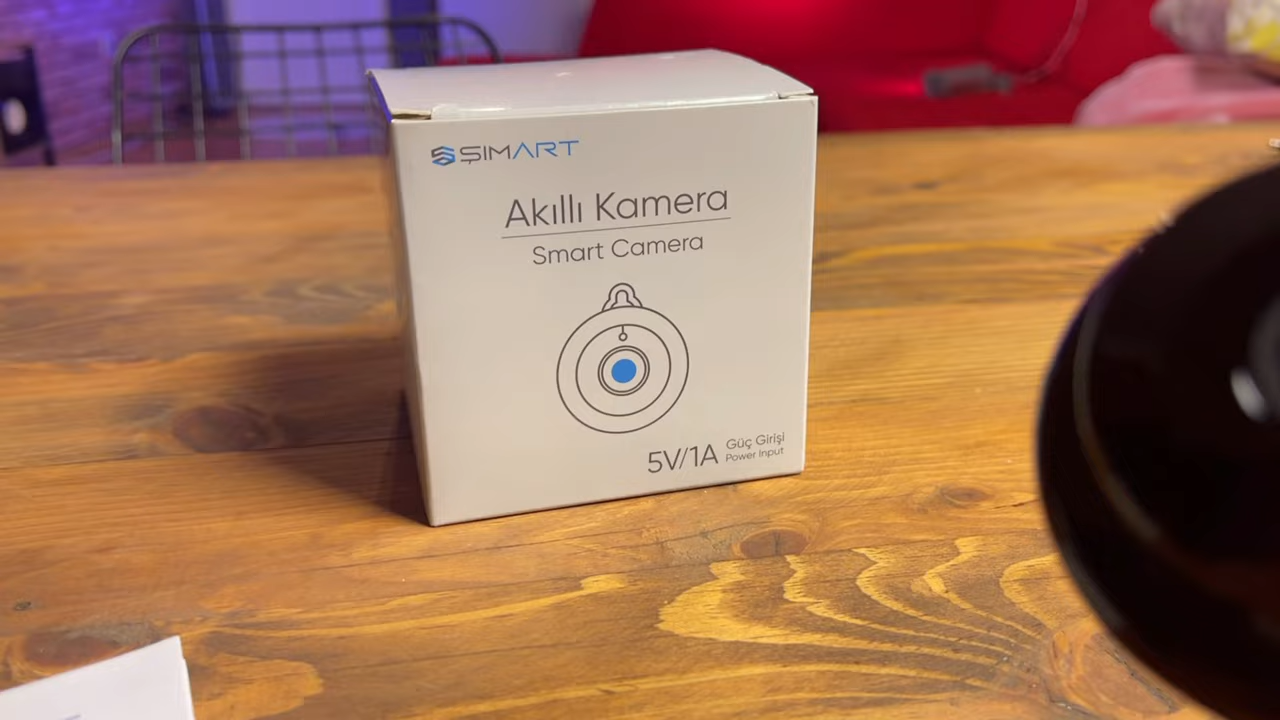 ŞIMART
Akıllı Kamera
Smart Camera
5V/1A
Güç Girişi
Power Input